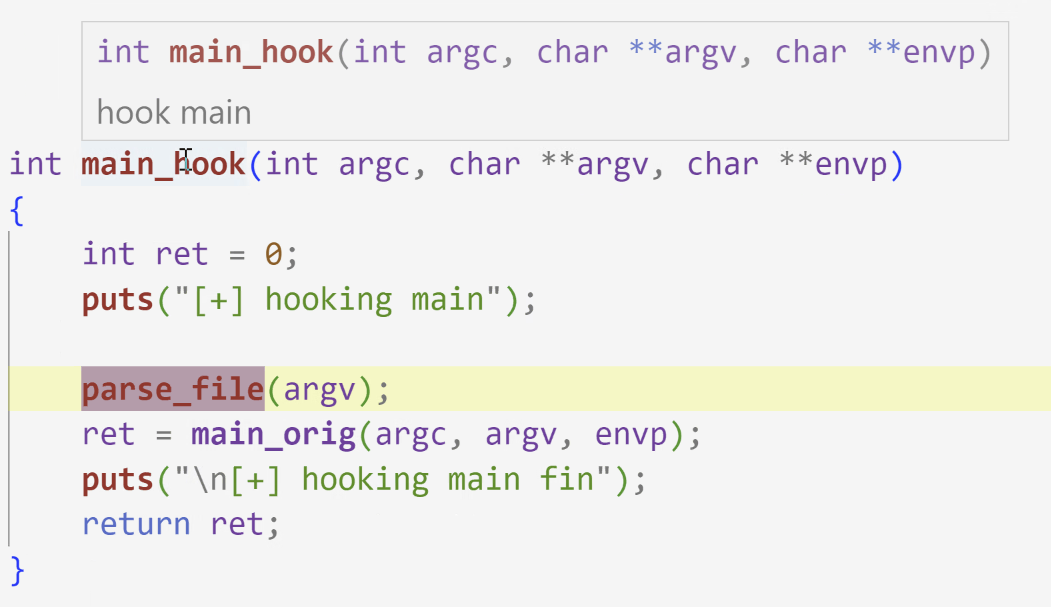 int main_hook(int argc, char **argv, char **envp)
hook main
int main_hook(int argc, char **argv, char **envp)
{
    int ret = 0;
    puts("[+] hooking main");
    parse_file(argv);
    ret = main_orig(argc, argv, envp);
    puts("\n[+] hooking main fin");
    return ret;
}